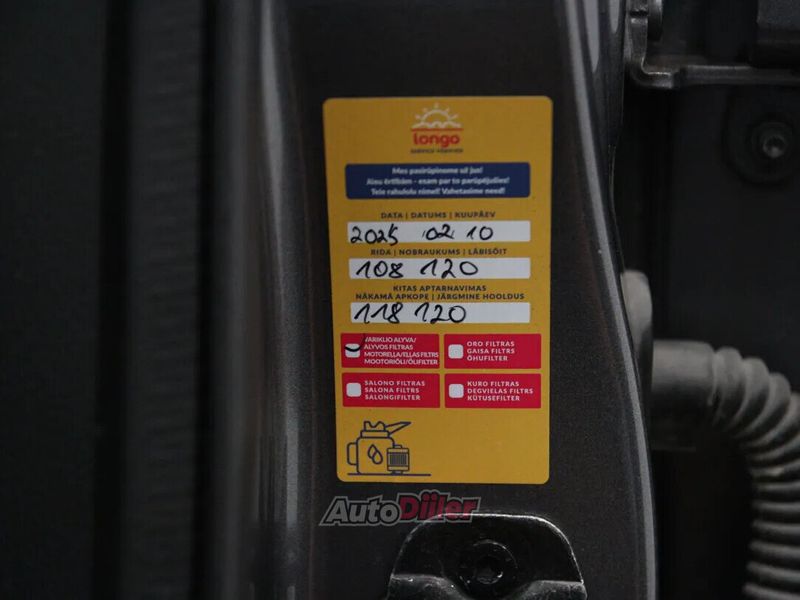 longo
SERVICE PARTNER
Mes pasirūpinome už jus!
Jūsu ērtībām - esam par to parūpējušies!
Teie rahulolu nimel! Vahetasime need!
DATA | DATUMS | KUUPÄEV
2025 02 10
RIDA | NOBRAUKUMS | LÄBISÕIT
108 120
KITAS APTARNAVIMAS
NĀKAMĀ APKOPE | JÄRGMINE HOOLDUS
118 120
VARIKLIO ALYVA/
ALYVOS FILTRAS
MOTOREĻĻA/EĻĻAS FILTRS
MOOTORIÕLI/ÕLIFILTER
ORO FILTRAS
GAISA FILTRS
ÕHUFILTER
SALONO FILTRAS
SALONA FILTRS
SALONGIFILTER
KURO FILTRAS
DEGVIELAS FILTRS
KÜTUSEFILTER
AutoDiiler